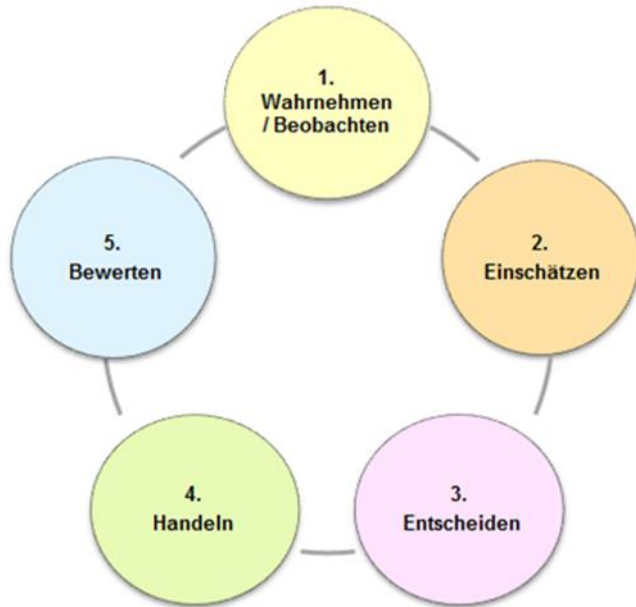 1.
Wahrnehmen
/ Beobachten
2.
Einschätzen
3.
Entscheiden
4.
Handeln
5.
Bewerten